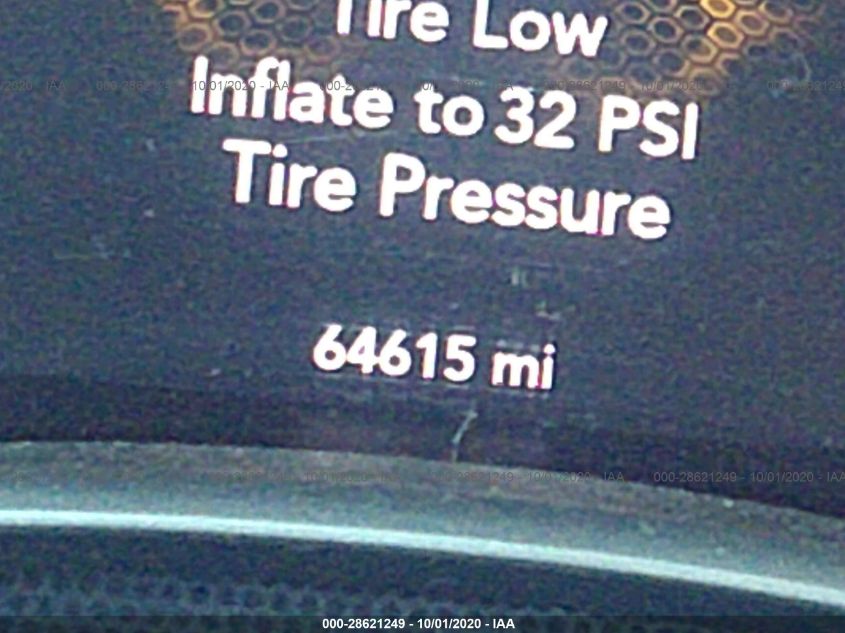 Tire Low
Inflate to 32 PSI
Tire Pressure
64615 mi
000-28621249 - 10/01/2020 - IAA